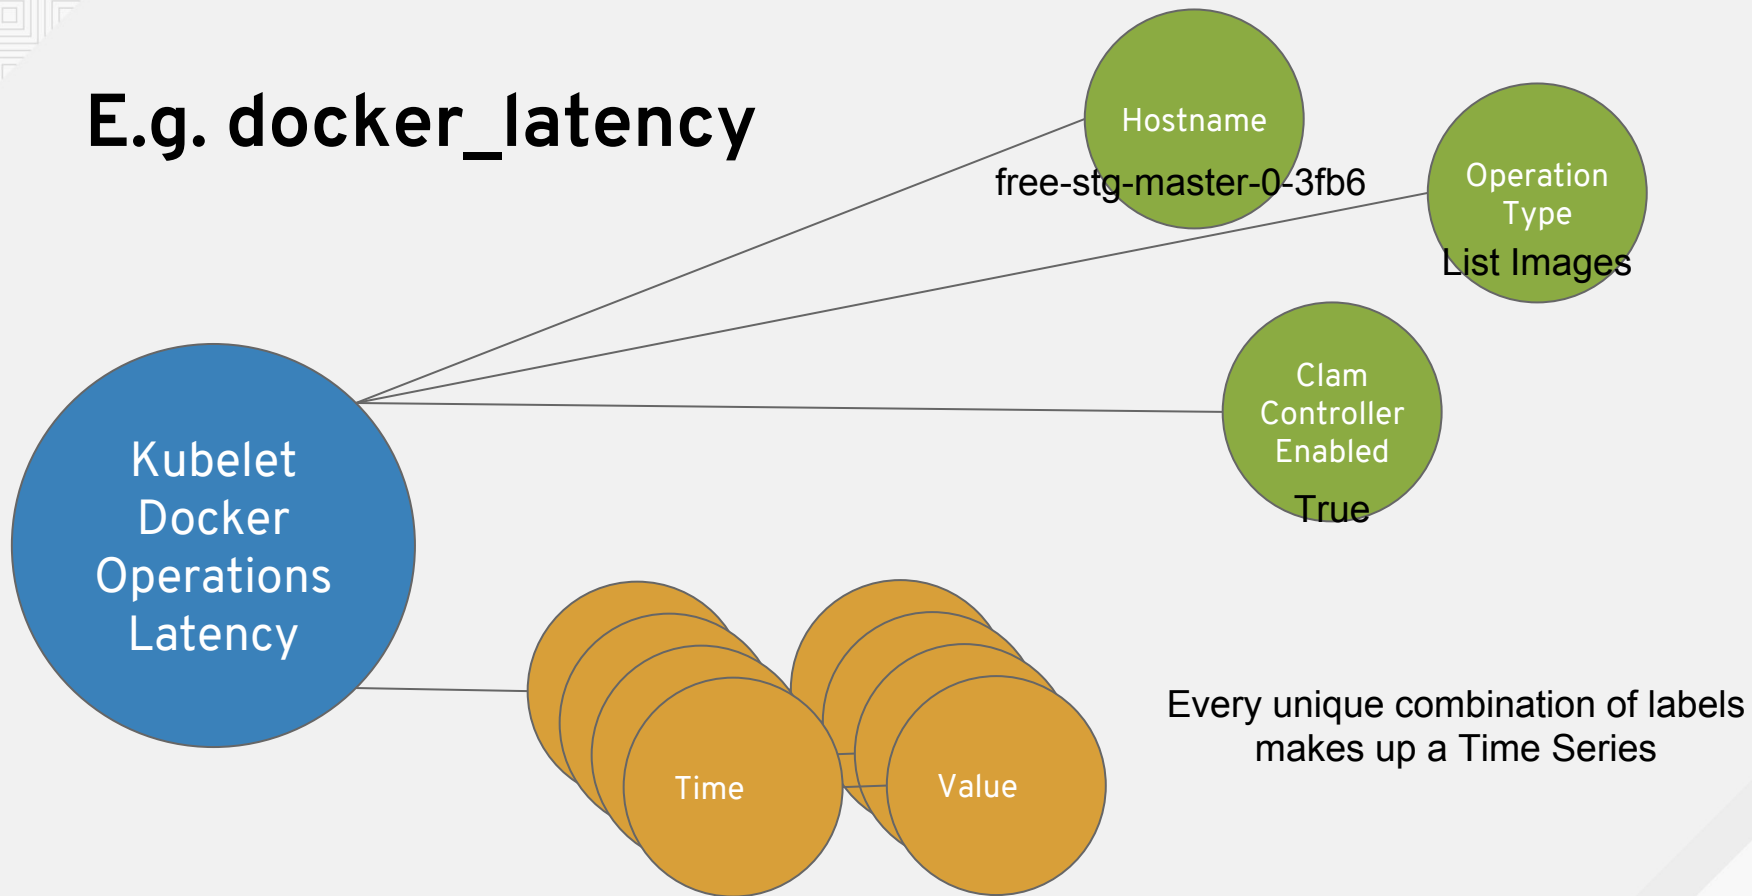 E.g. docker_latency
Hostname
free-stg-master-0-3fb6
Operation
Type
List Images
Clam
Controller
Enabled
True
Kubelet
Docker
Operations
Latency
Time
Value
Every unique combination of labels
makes up a Time Series